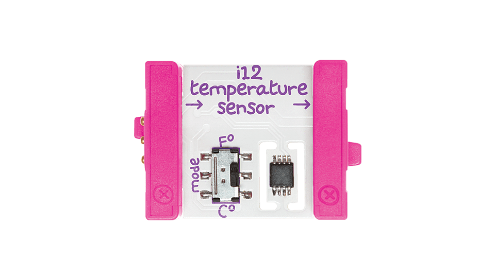 i12
temperature
→ sensor →
F°
mode
C°